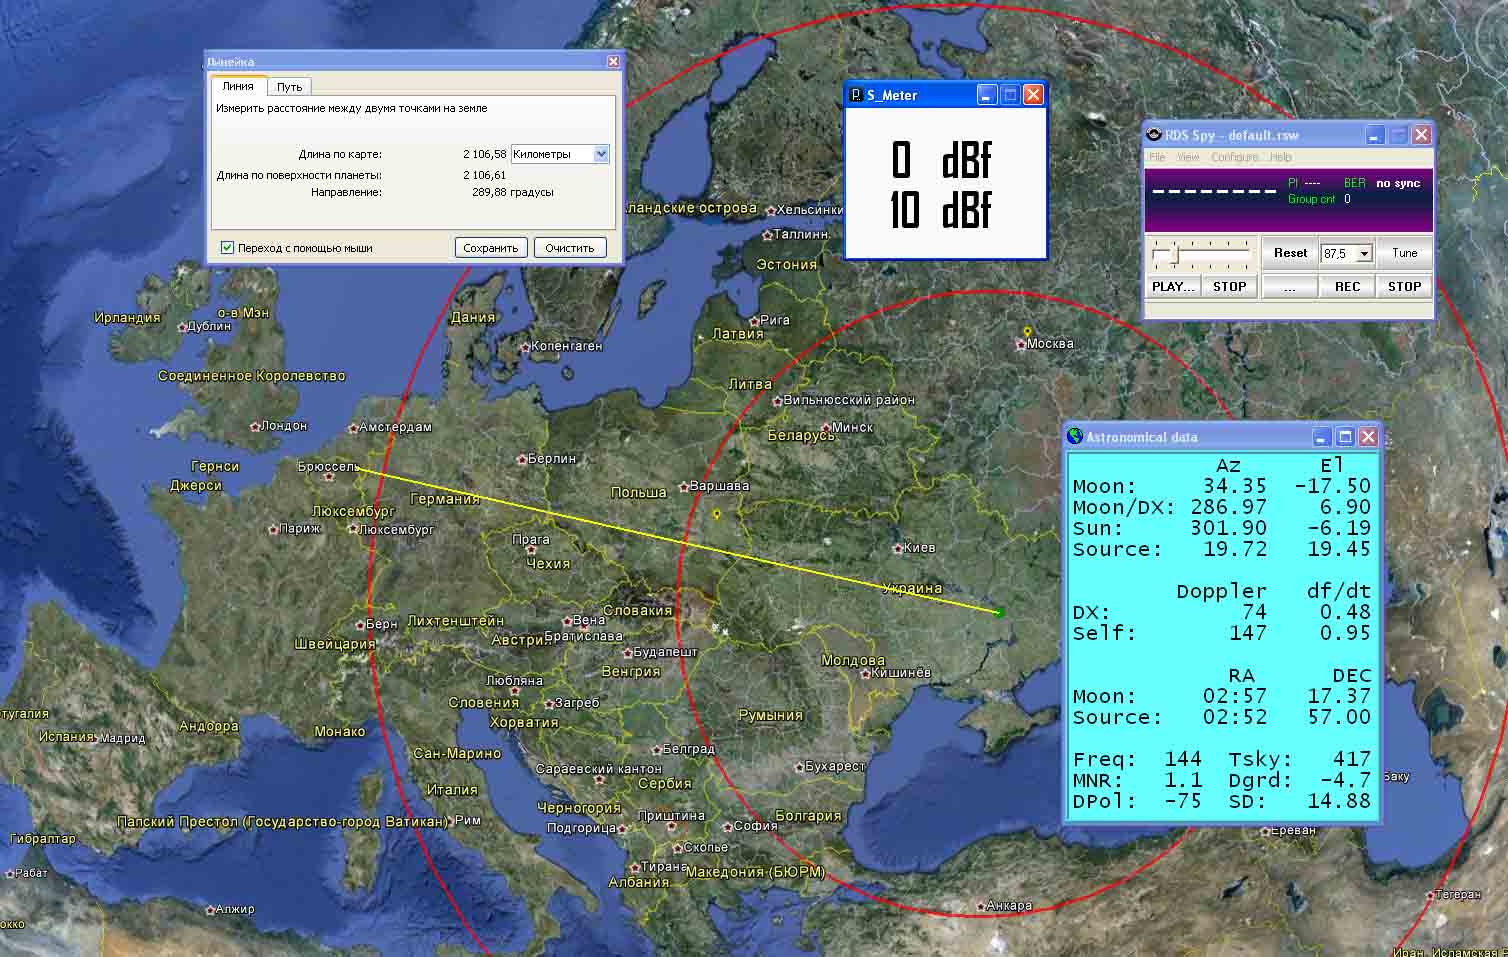 Линейка
Линия Путь
Измерить расстояние между двумя точками на земле
Длина по карте: 2 106,58 Километры
Длина по поверхности планеты: 2 106,61
Направление: 289,88 градусы
Переход с помощью мыши Сохранить Очистить
S_Meter
0 dBf
10 dBf
RDS Spy - default.rsw
File View Configure Help
PI ---- BER no sync
Group cnt 0
Reset 87,5 Tune
PLAY... STOP ... REC STOP
ландские острова
Хельсинки
Таллинн
Эстония
Ирландия
о-в Мэн
Дублин
Дания
Копенгаген
Рига
Латвия
Москва
Соединенное Королевство
Литва
Вильнюсский район
Лондон
Амстердам
Минск
Беларусь
Гернси
Брюссель
Берлин
Джерси
Германия
Польша
Варшава
Люксембург
Париж
Люксембург
Прага
Чехия
Киев
Украина
Словакия
Берн
Лихтенштейн
Вена
Австрия
Братислава
Швейцария
Будапешт
Венгрия
Молдова
Кишинёв
Любляна
Словения
Загреб
Хорватия
тугалия
Испания
Мадрид
Андорра
Монако
Румыния
Сан-Марино
Белград
Сараевский кантон
Бухарест
Италия
Сербия
Черногория
Приштина
Болгария
Папский Престол (Государство-город Ватикан)
Рим
Подгорица
София
Гибралтар
Скопье
Тирана
Македония (БЮРМ)
Албания
Рабат
Алжир
Анкара
окко
Astronomical data
Az El
Moon: 34.35 -17.50
Moon/DX: 286.97 6.90
Sun: 301.90 -6.19
Source: 19.72 19.45
Doppler df/dt
DX: 74 0.48
Self: 147 0.95
RA DEC
Moon: 02:57 17.37
Source: 02:52 57.00
Freq: 144 Tsky: 417
MNR: 1.1 Dgrd: -4.7
DPol: -75 SD: 14.88
Баку
Ереван
Тегеран
Иран, Исламская